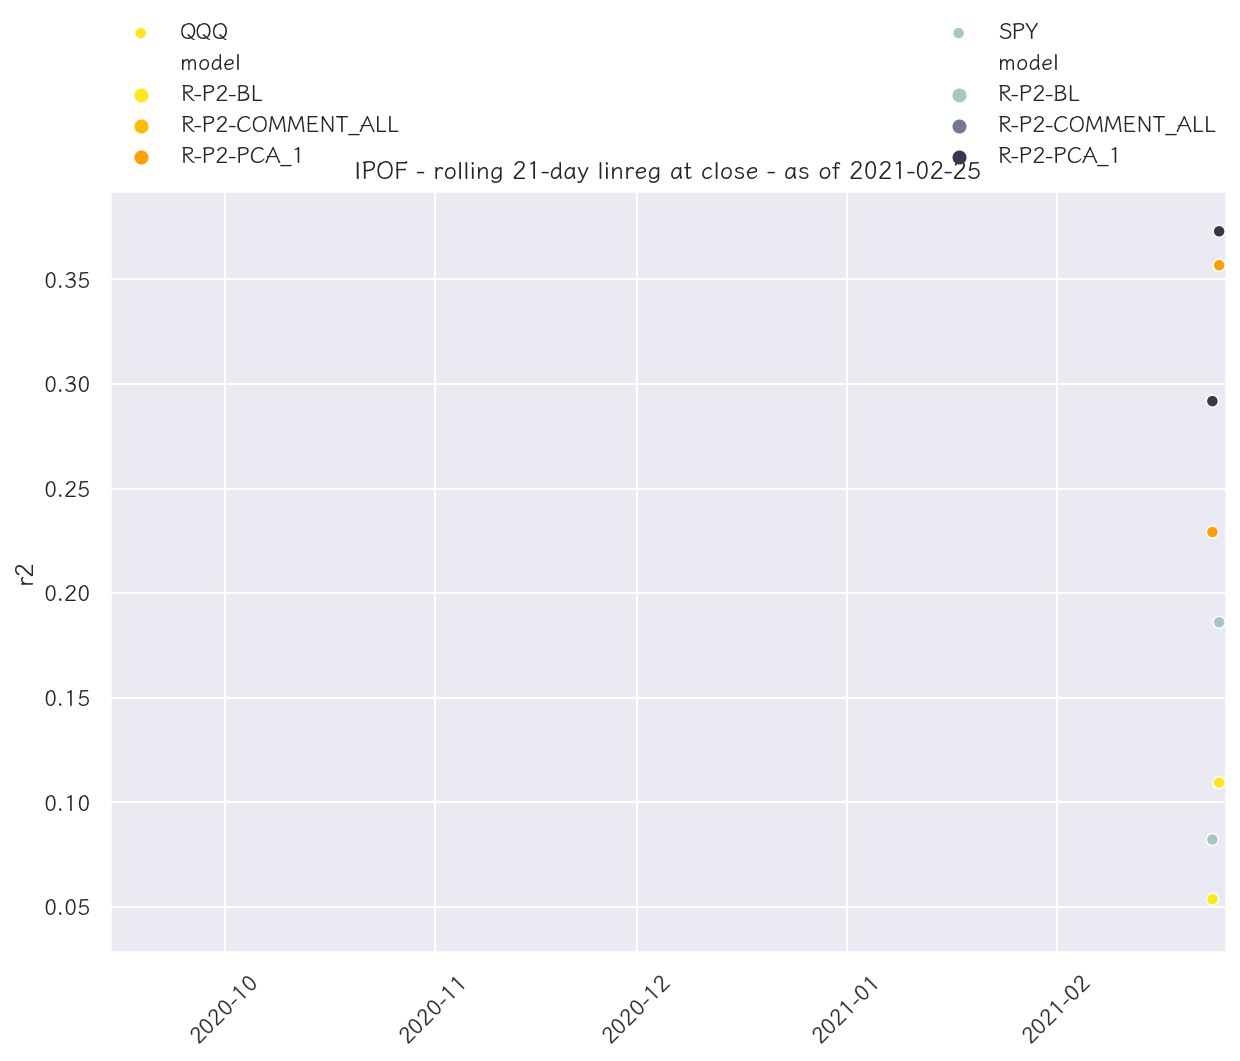 QQQ
model
R-P2-BL
R-P2-COMMENT_ALL
R-P2-PCA_1
SPY
model
R-P2-BL
R-P2-COMMENT_ALL
R-P2-PCA_1
IPOF - rolling 21-day linreg at close - as of 2021-02-25
r2
0.35
0.30
0.25
0.20
0.15
0.10
0.05
2020-10
2020-11
2020-12
2021-01
2021-02